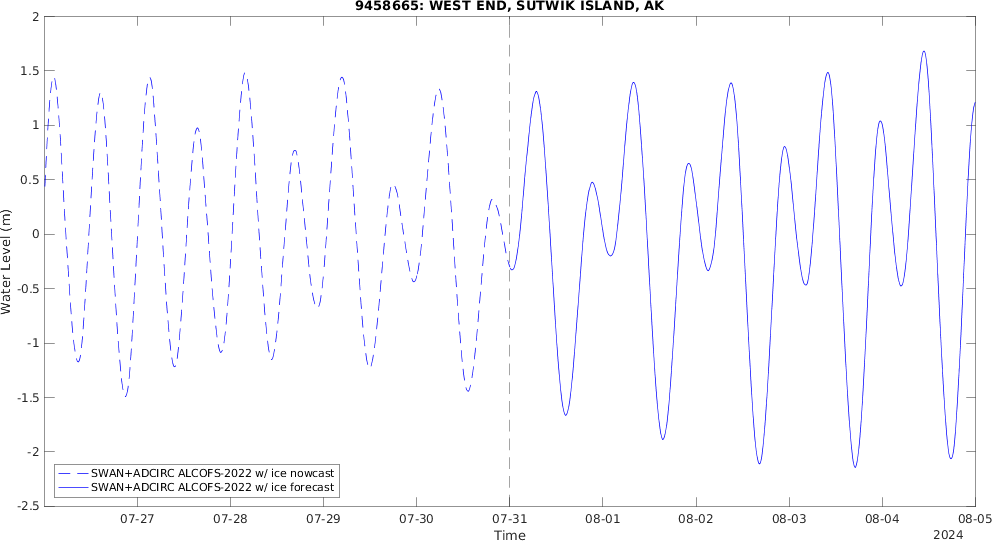 9458665: WEST END, SUTWIK ISLAND, AK
2
1.5
1
0.5
0
-0.5
-1
-1.5
-2
-2.5
Water Level (m)
SWAN+ADCIRC ALCOFS-2022 w/ ice nowcast
SWAN+ADCIRC ALCOFS-2022 w/ ice forecast
07-27 07-28 07-29 07-30 07-31 08-01 08-02 08-03 08-04 08-05
Time
2024